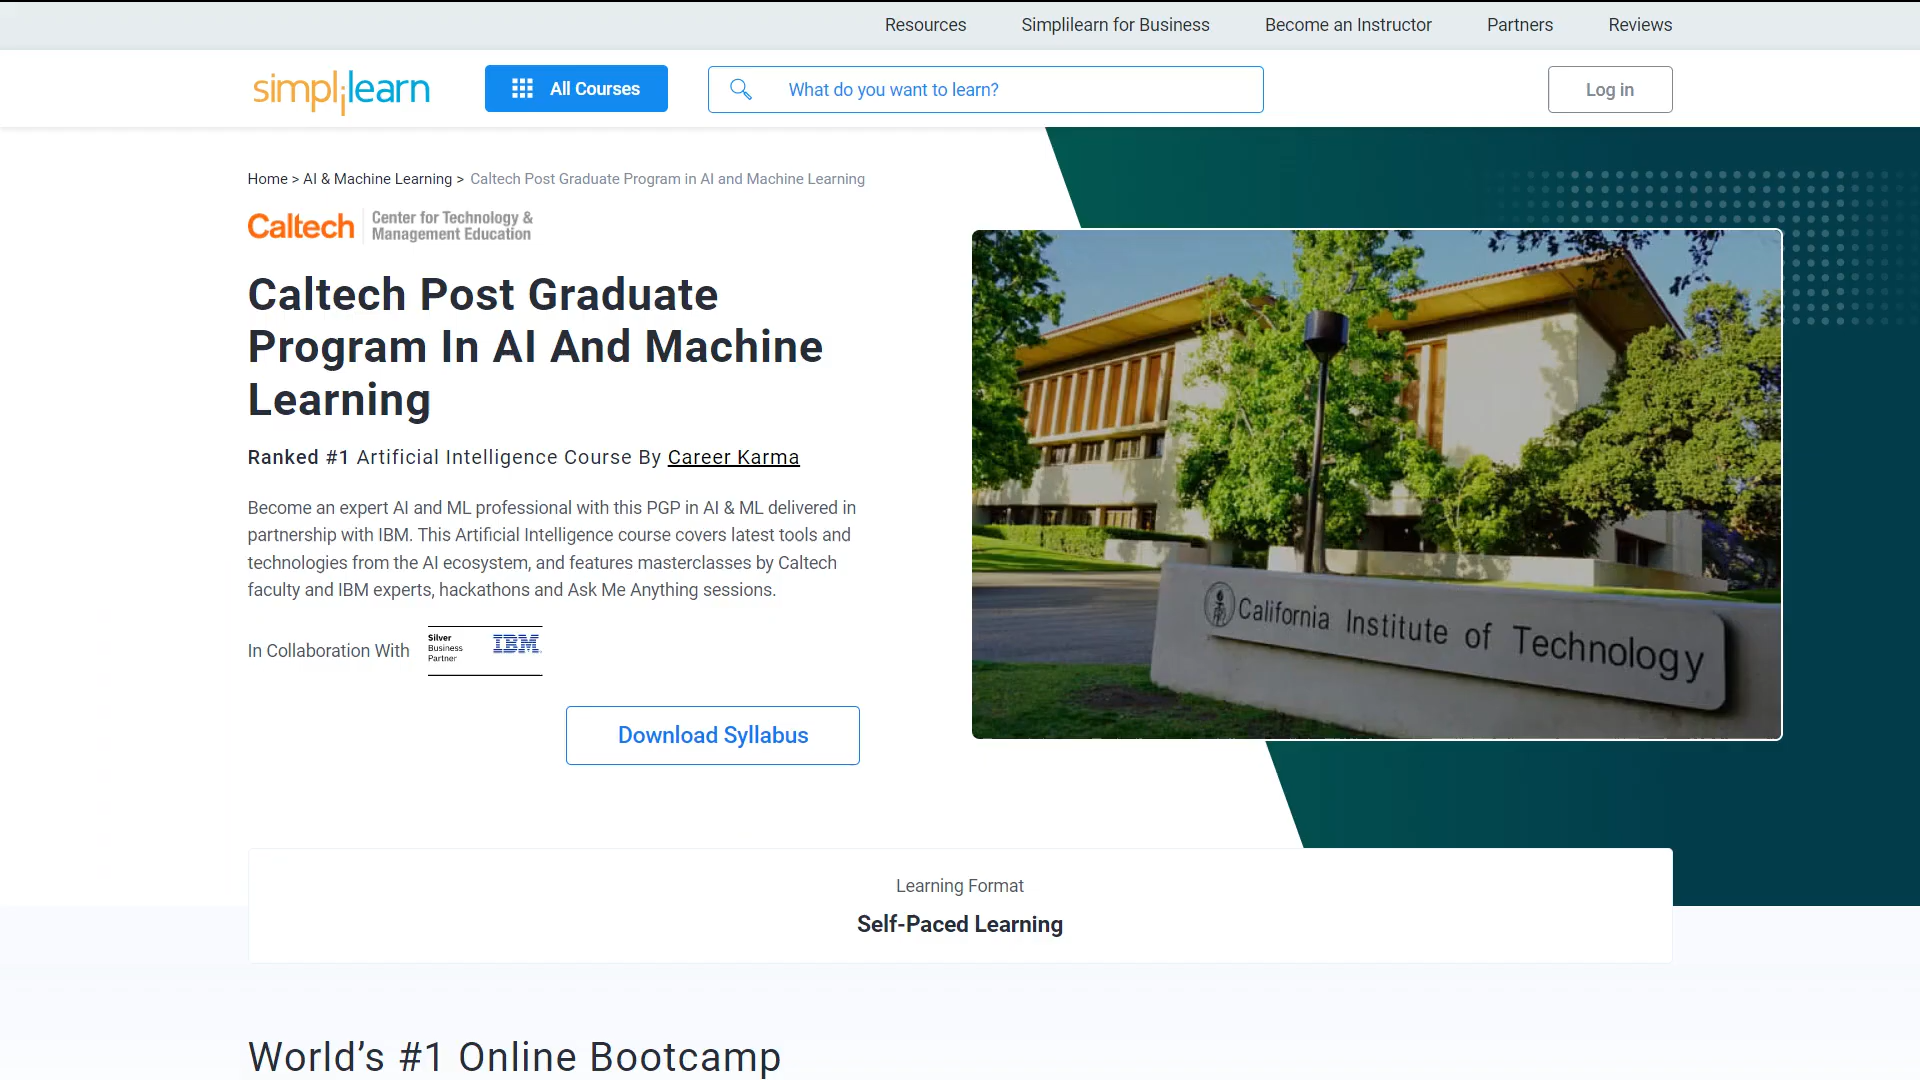 Resources Simplilearn for Business Become an Instructor Partners Reviews
simplilearn All Courses What do you want to learn? Log in
Home > AI & Machine Learning > Caltech Post Graduate Program in AI and Machine Learning
Caltech Center for Technology &
Management Education
Caltech Post Graduate
Program In AI And Machine
Learning
Ranked #1 Artificial Intelligence Course By Career Karma
Become an expert AI and ML professional with this PGP in AI & ML delivered in
partnership with IBM. This Artificial Intelligence course covers latest tools and
technologies from the AI ecosystem, and features masterclasses by Caltech
faculty and IBM experts, hackathons and Ask Me Anything sessions.
In Collaboration With
Silver
Business
Partner
IBM
Download Syllabus
California Institute of Technology
Learning Format
Self-Paced Learning
World’s #1 Online Bootcamp